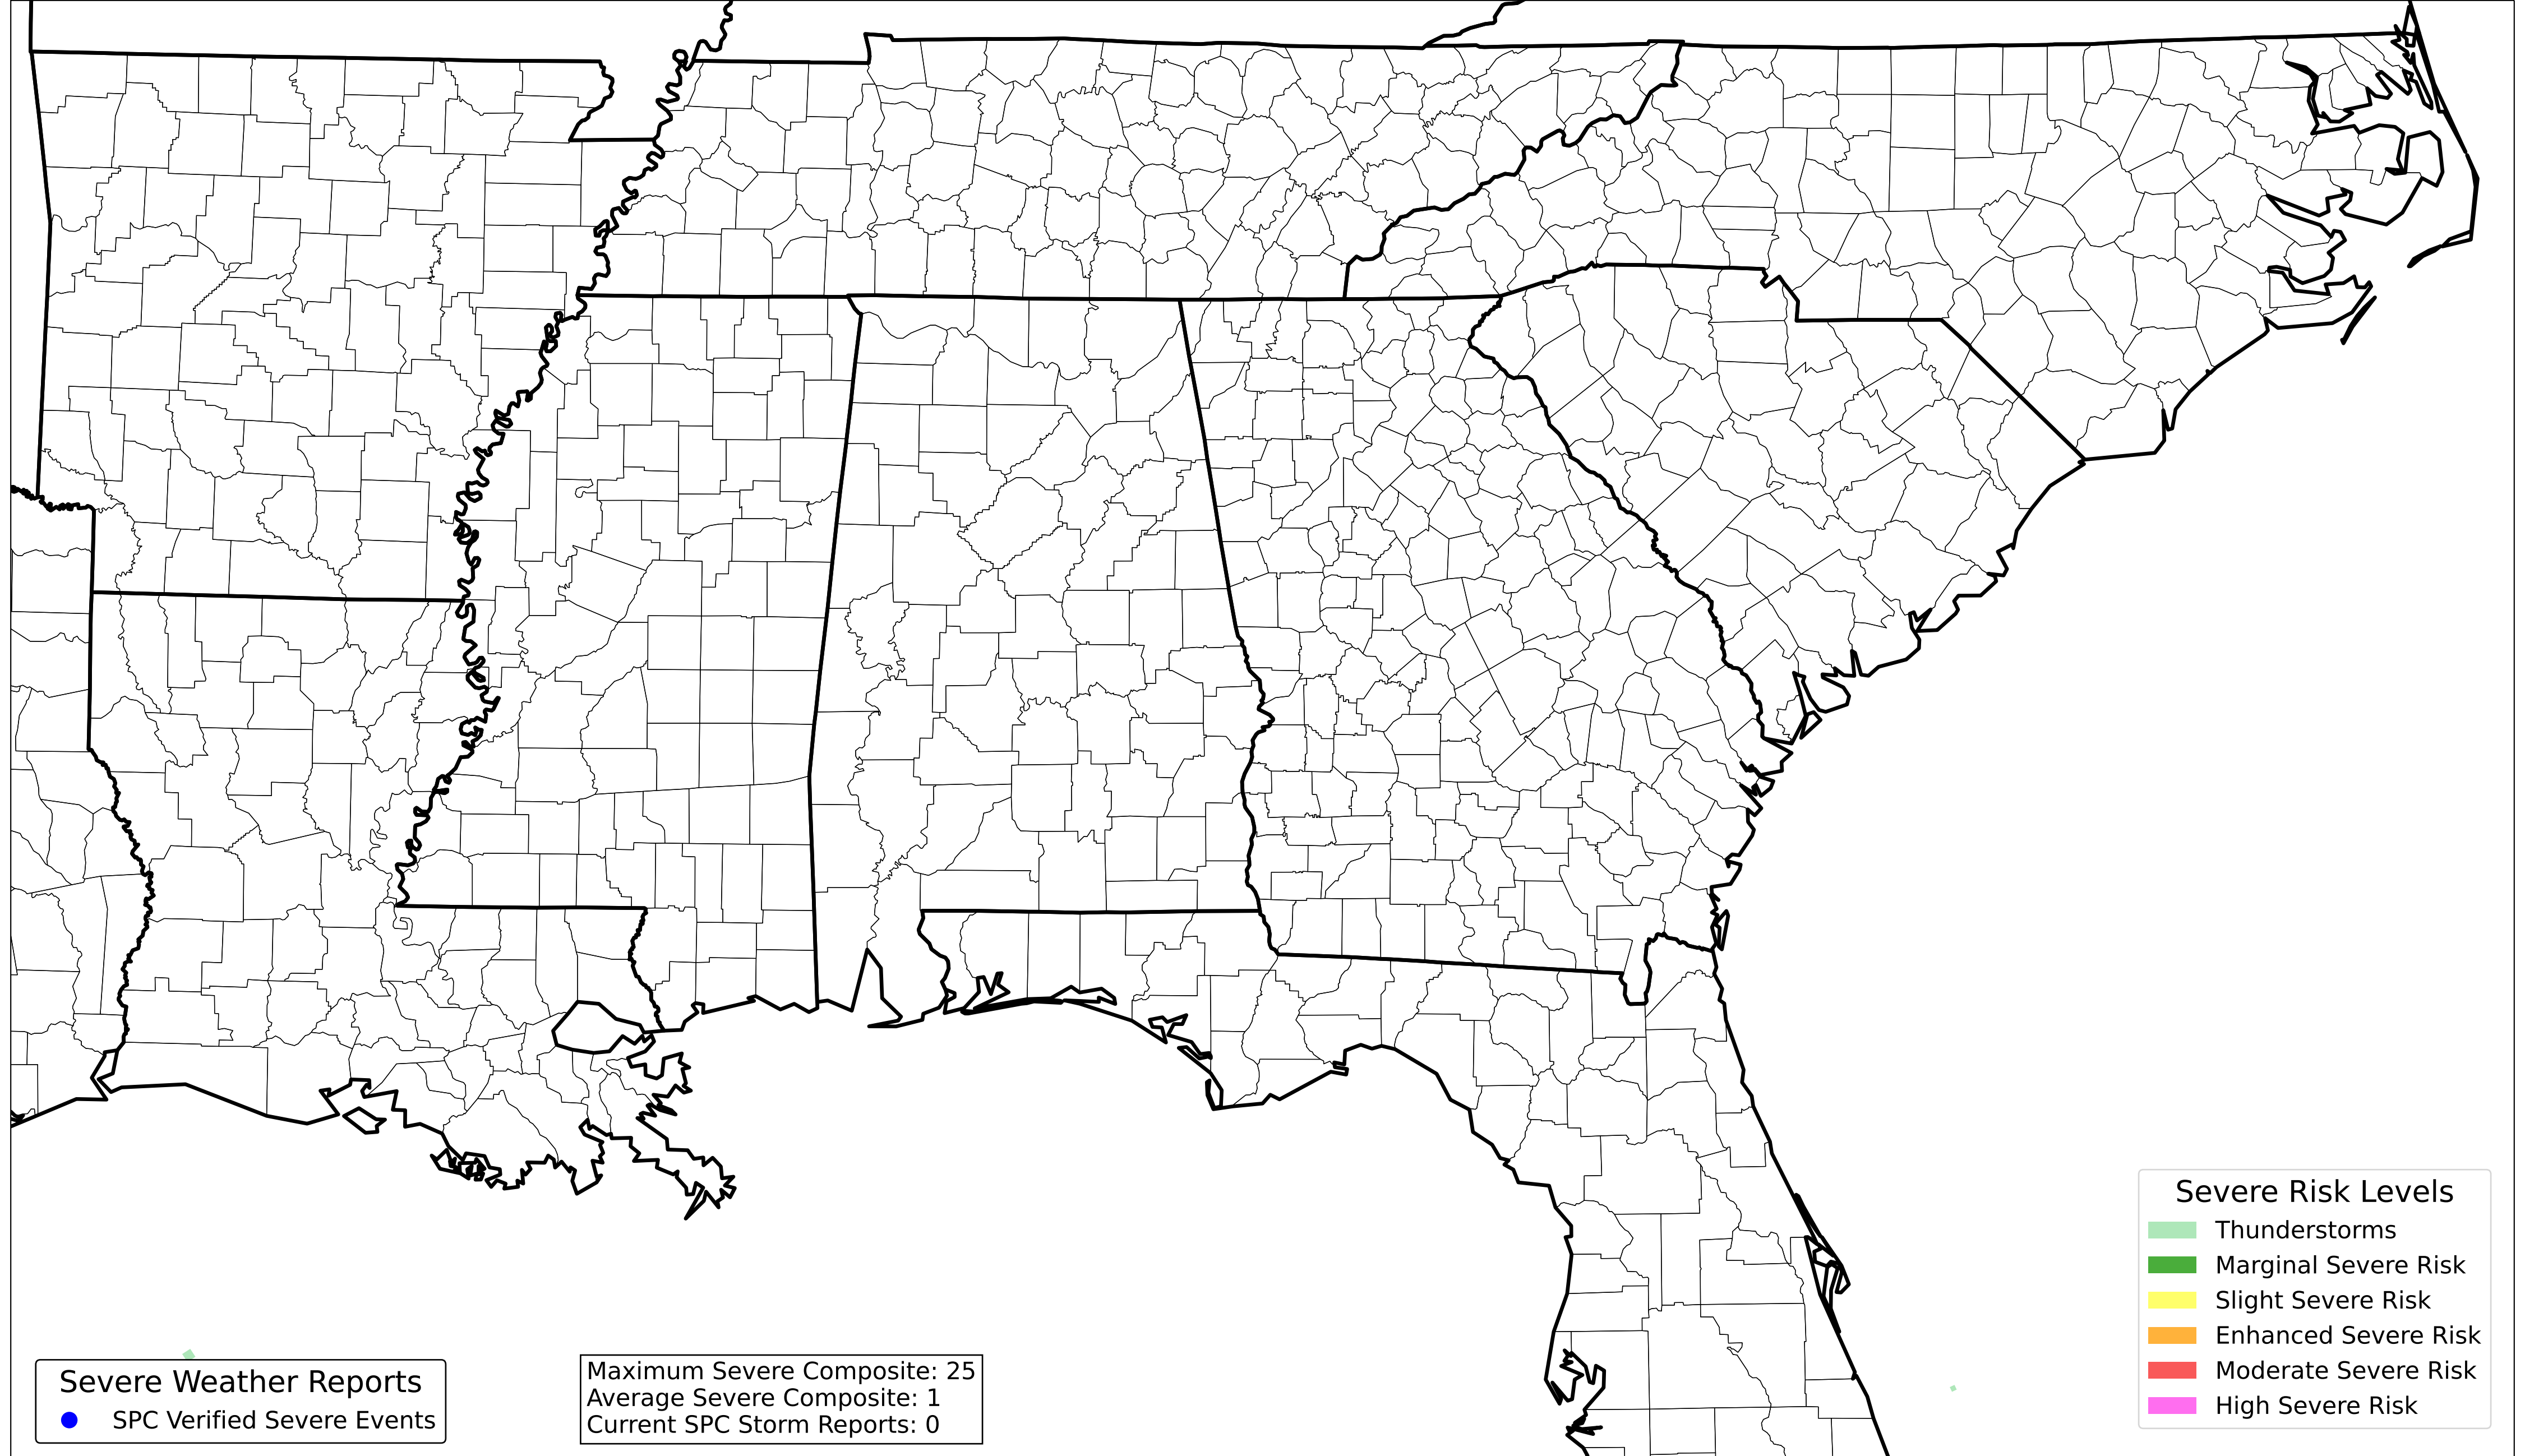 Severe Weather Reports
SPC Verified Severe Events
Maximum Severe Composite: 25
Average Severe Composite: 1
Current SPC Storm Reports: 0
Severe Risk Levels
Thunderstorms
Marginal Severe Risk
Slight Severe Risk
Enhanced Severe Risk
Moderate Severe Risk
High Severe Risk